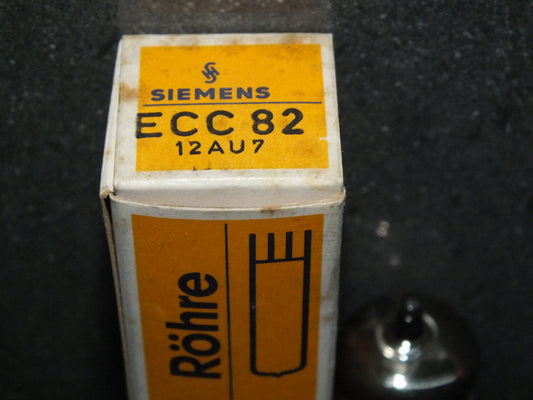 SIEMENS
ECC 82
12AU7
Röhre